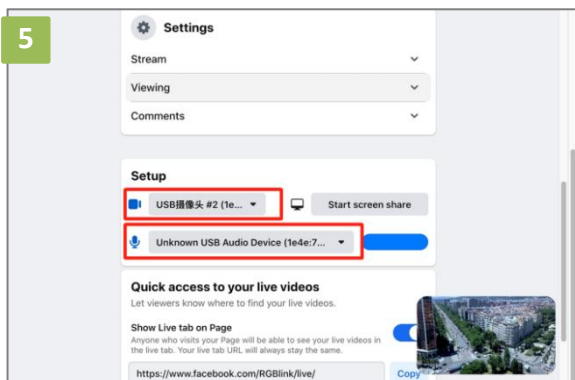 5
Settings
Stream
Viewing
Comments
Setup
USB摄像头 #2 (1e...
Start screen share
Unknown USB Audio Device (1e4e:7...
Quick access to your live videos
Let viewers know where to find your live videos.
Show Live tab on Page
Anyone who visits your Page will be able to see your live videos in
the live tab. Your live tab URL will always stay the same.
https://www.facebook.com/RGBlink/live/
Copy